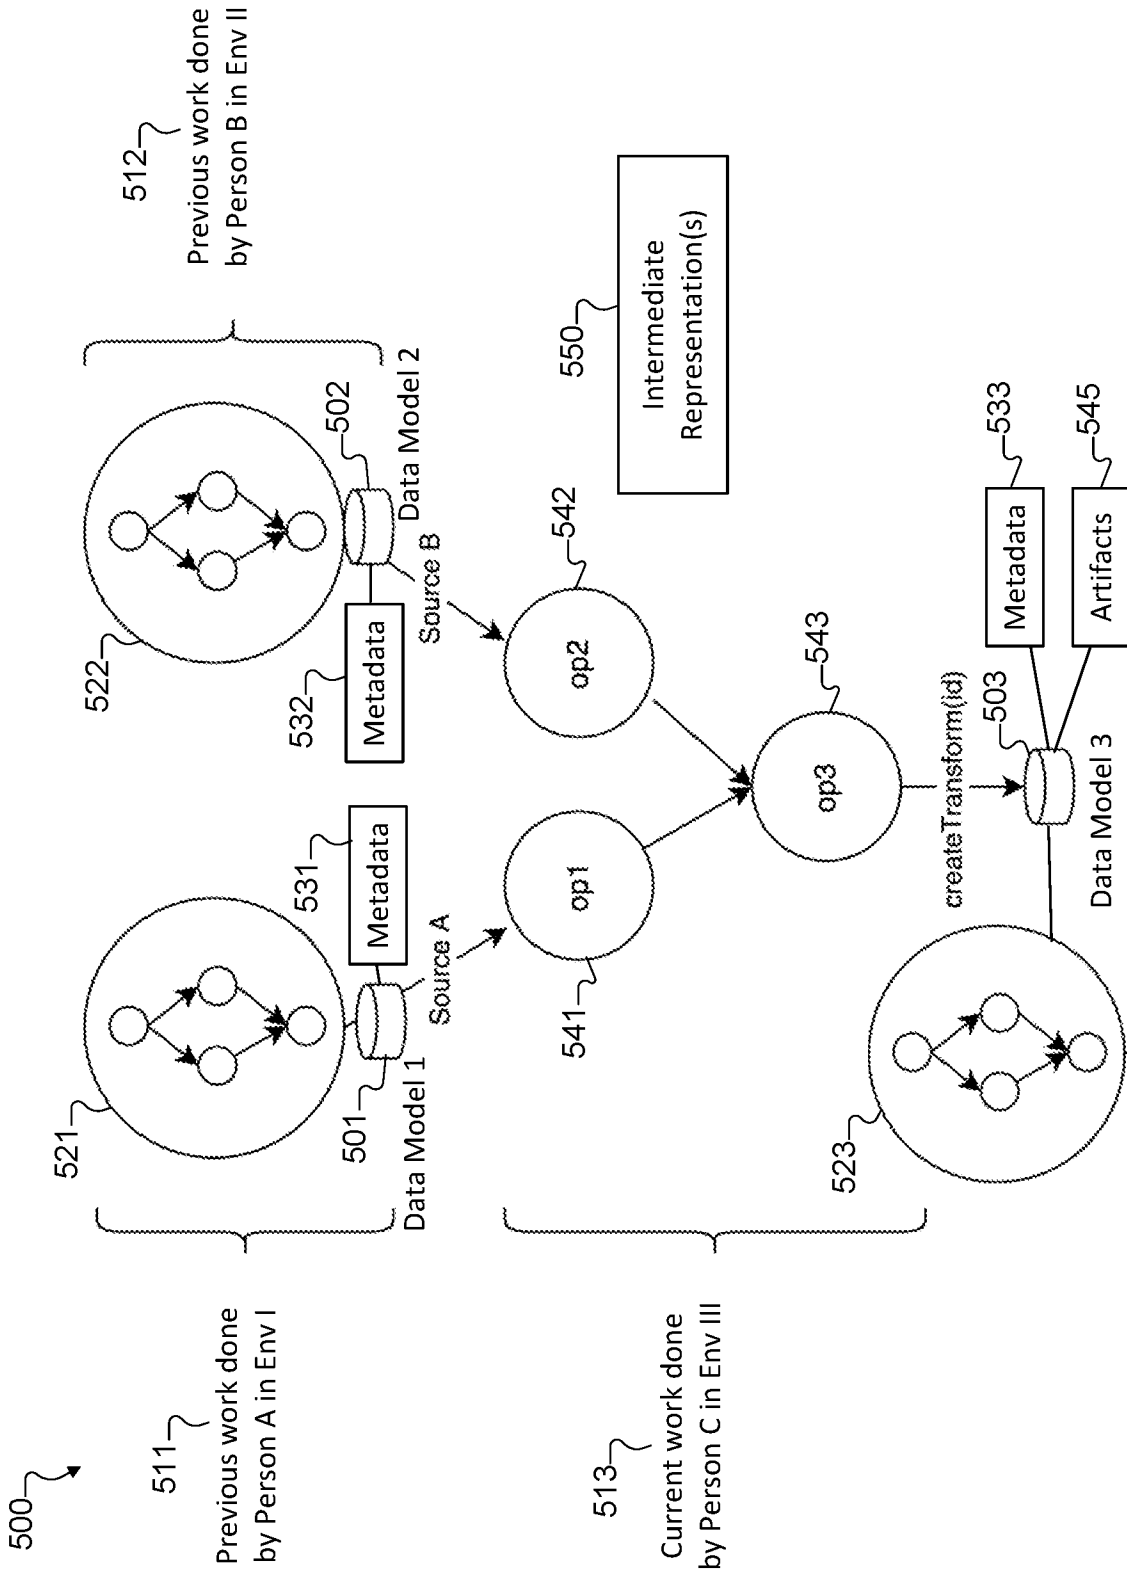 500
511
Previous work done
by Person A in Env I
521
501
Data Model 1
531
Metadata
Source A
512
Previous work done
by Person B in Env II
522
532
Metadata
502
Data Model 2
Source B
513
Current work done
by Person C in Env III
541
op1
op2
542
op3
543
550
Intermediate
Representation(s)
createTransform(id)
523
503
Data Model 3
Metadata
533
Artifacts
545